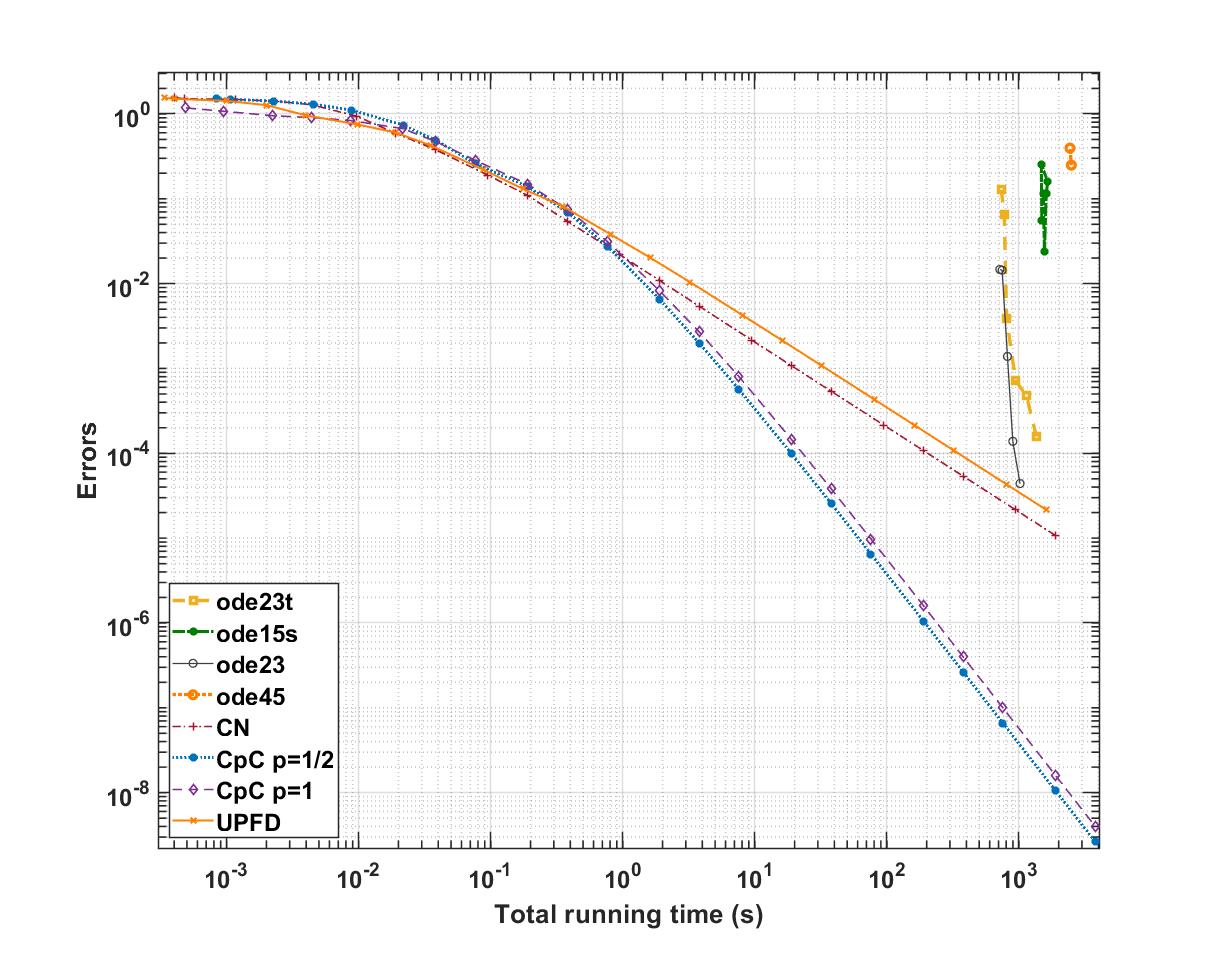 10^0
10^-2
10^-4
10^-6
10^-8
Errors
ode23t
ode15s
ode23
ode45
CN
CpC p=1/2
CpC p=1
UPFD
10^-3 10^-2 10^-1 10^0 10^1 10^2 10^3
Total running time (s)